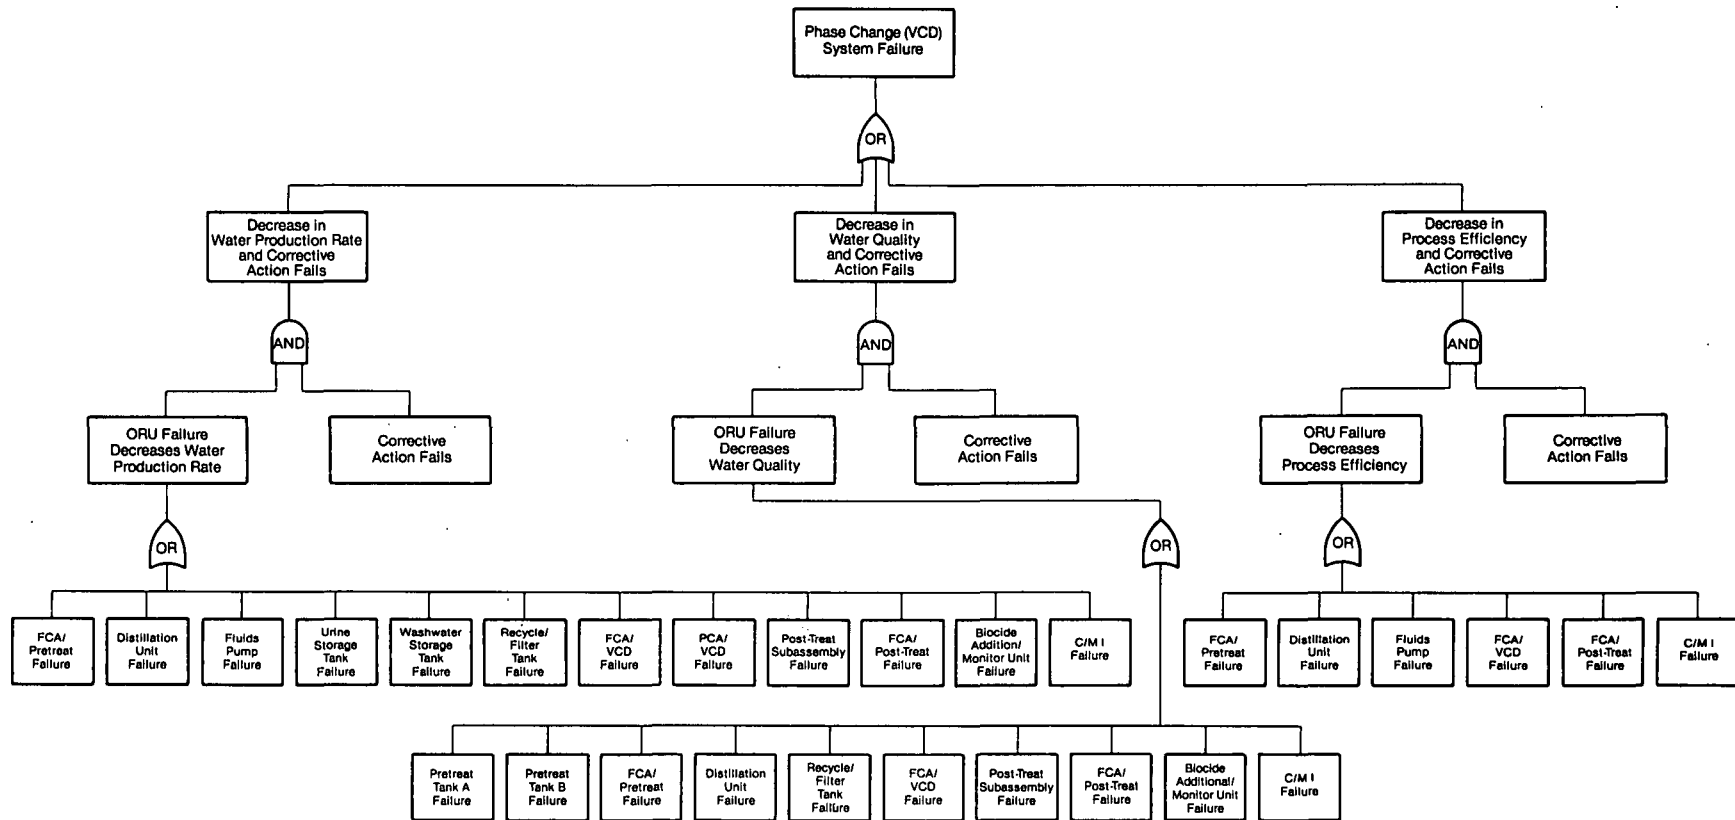 Phase Change (VCD)
System Failure
OR
Decrease in
Water Production Rate
and Corrective
Action Fails
Decrease in
Water Quality
and Corrective
Action Fails
Decrease in
Process Efficiency
and Corrective
Action Fails
AND
AND
AND
ORU Failure
Decreases Water
Production Rate
Corrective
Action Fails
ORU Failure
Decreases
Water Quality
Corrective
Action Fails
ORU Failure
Decreases
Process Efficiency
Corrective
Action Fails
OR
OR
OR
FCA/
Pretreat
Failure
Distillation
Unit
Failure
Fluids
Pump
Failure
Urine
Storage
Tank
Failure
Washwater
Storage
Tank
Failure
Recycle/
Filter
Tank
Failure
FCA/
VCD
Failure
PCA/
VCD
Failure
Post-Treat
Subassembly
Failure
FCA/
Post-Treat
Failure
Biocide
Addition/
Monitor Unit
Failure
C/M I
Failure
FCA/
Pretreat
Failure
Distillation
Unit
Failure
Fluids
Pump
Failure
FCA/
VCD
Failure
FCA/
Post-Treat
Failure
C/M I
Failure
Pretreat
Tank A
Failure
Pretreat
Tank B
Failure
FCA/
Pretreat
Failure
Distillation
Unit
Failure
Recycle/
Filter
Tank
Failure
FCA/
VCD
Failure
Post-Treat
Subassembly
Failure
FCA/
Post-Treat
Failure
Biocide
Additional/
Monitor Unit
Failure
C/M I
Failure